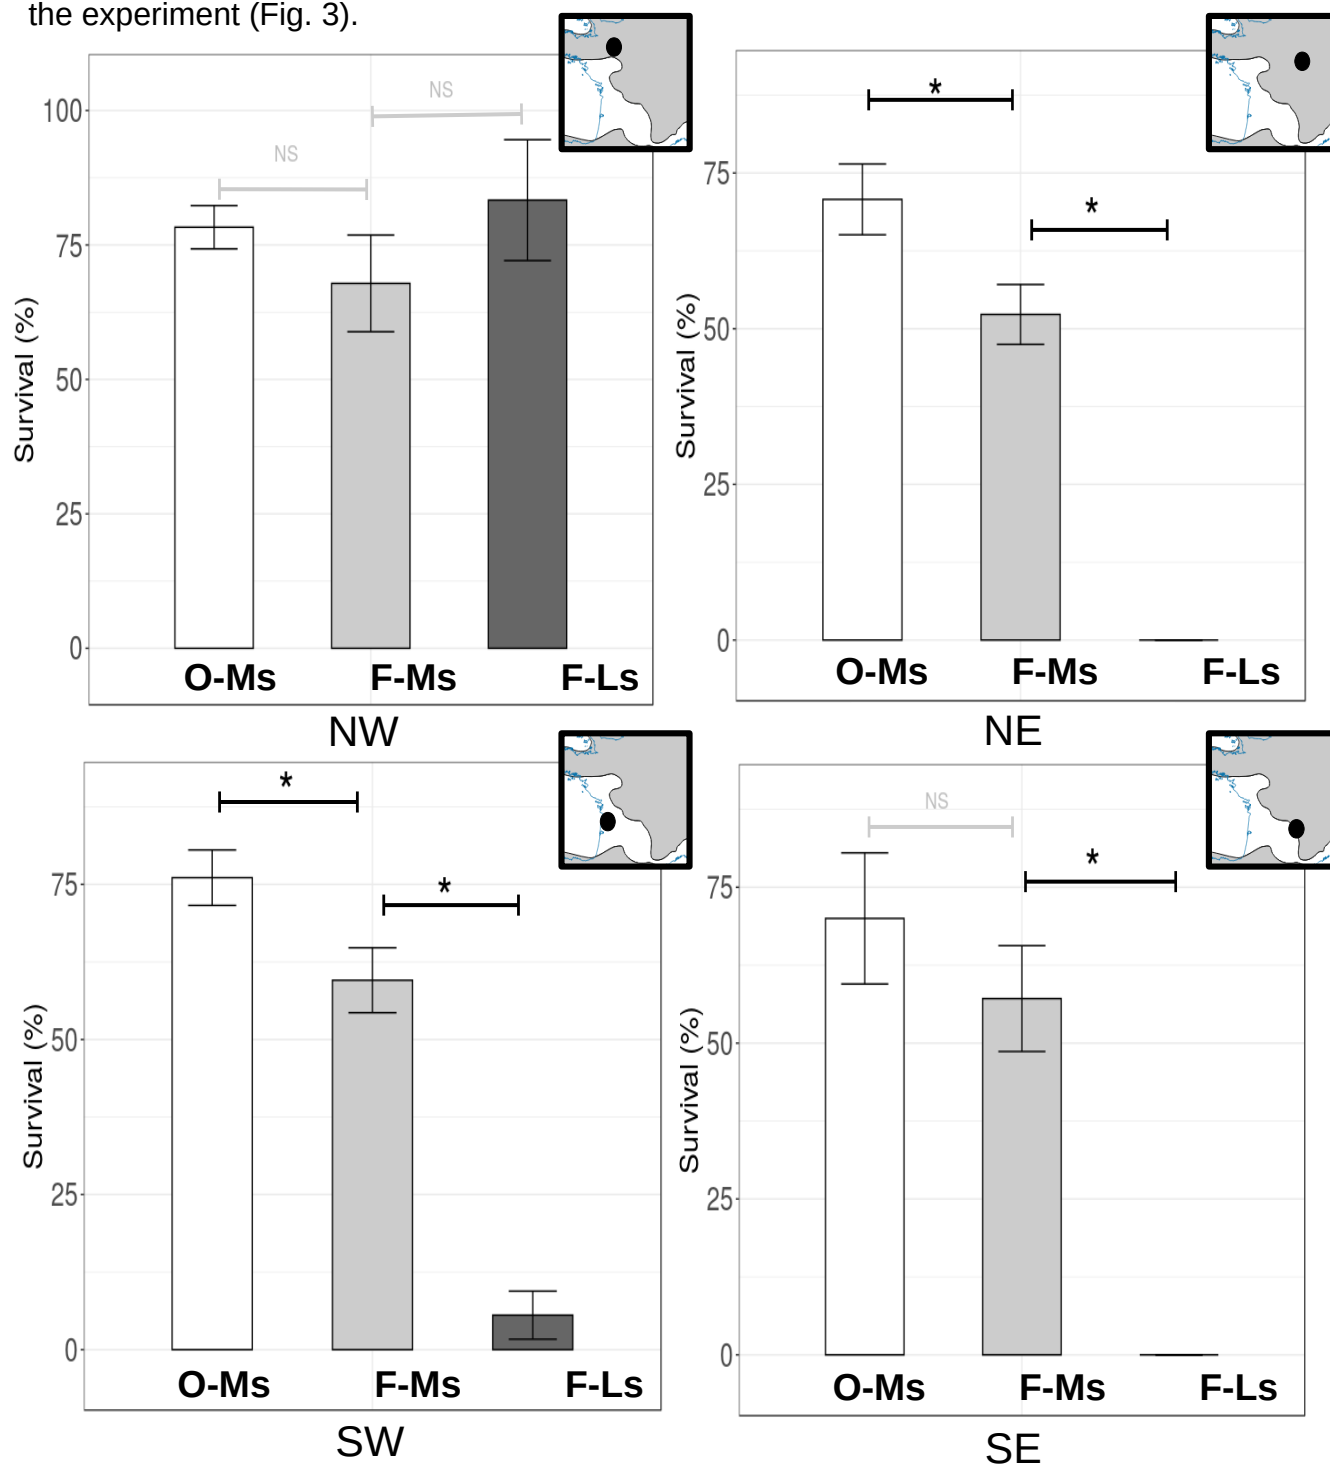 the experiment (Fig. 3).
NS
NS
100
75
50
25
0
Survival (%)
O-Ms F-Ms F-Ls
NW
*
*
75
50
25
0
Survival (%)
O-Ms F-Ms F-Ls
NE
*
*
75
50
25
0
Survival (%)
O-Ms F-Ms F-Ls
SW
NS
*
75
50
25
0
Survival (%)
O-Ms F-Ms F-Ls
SE